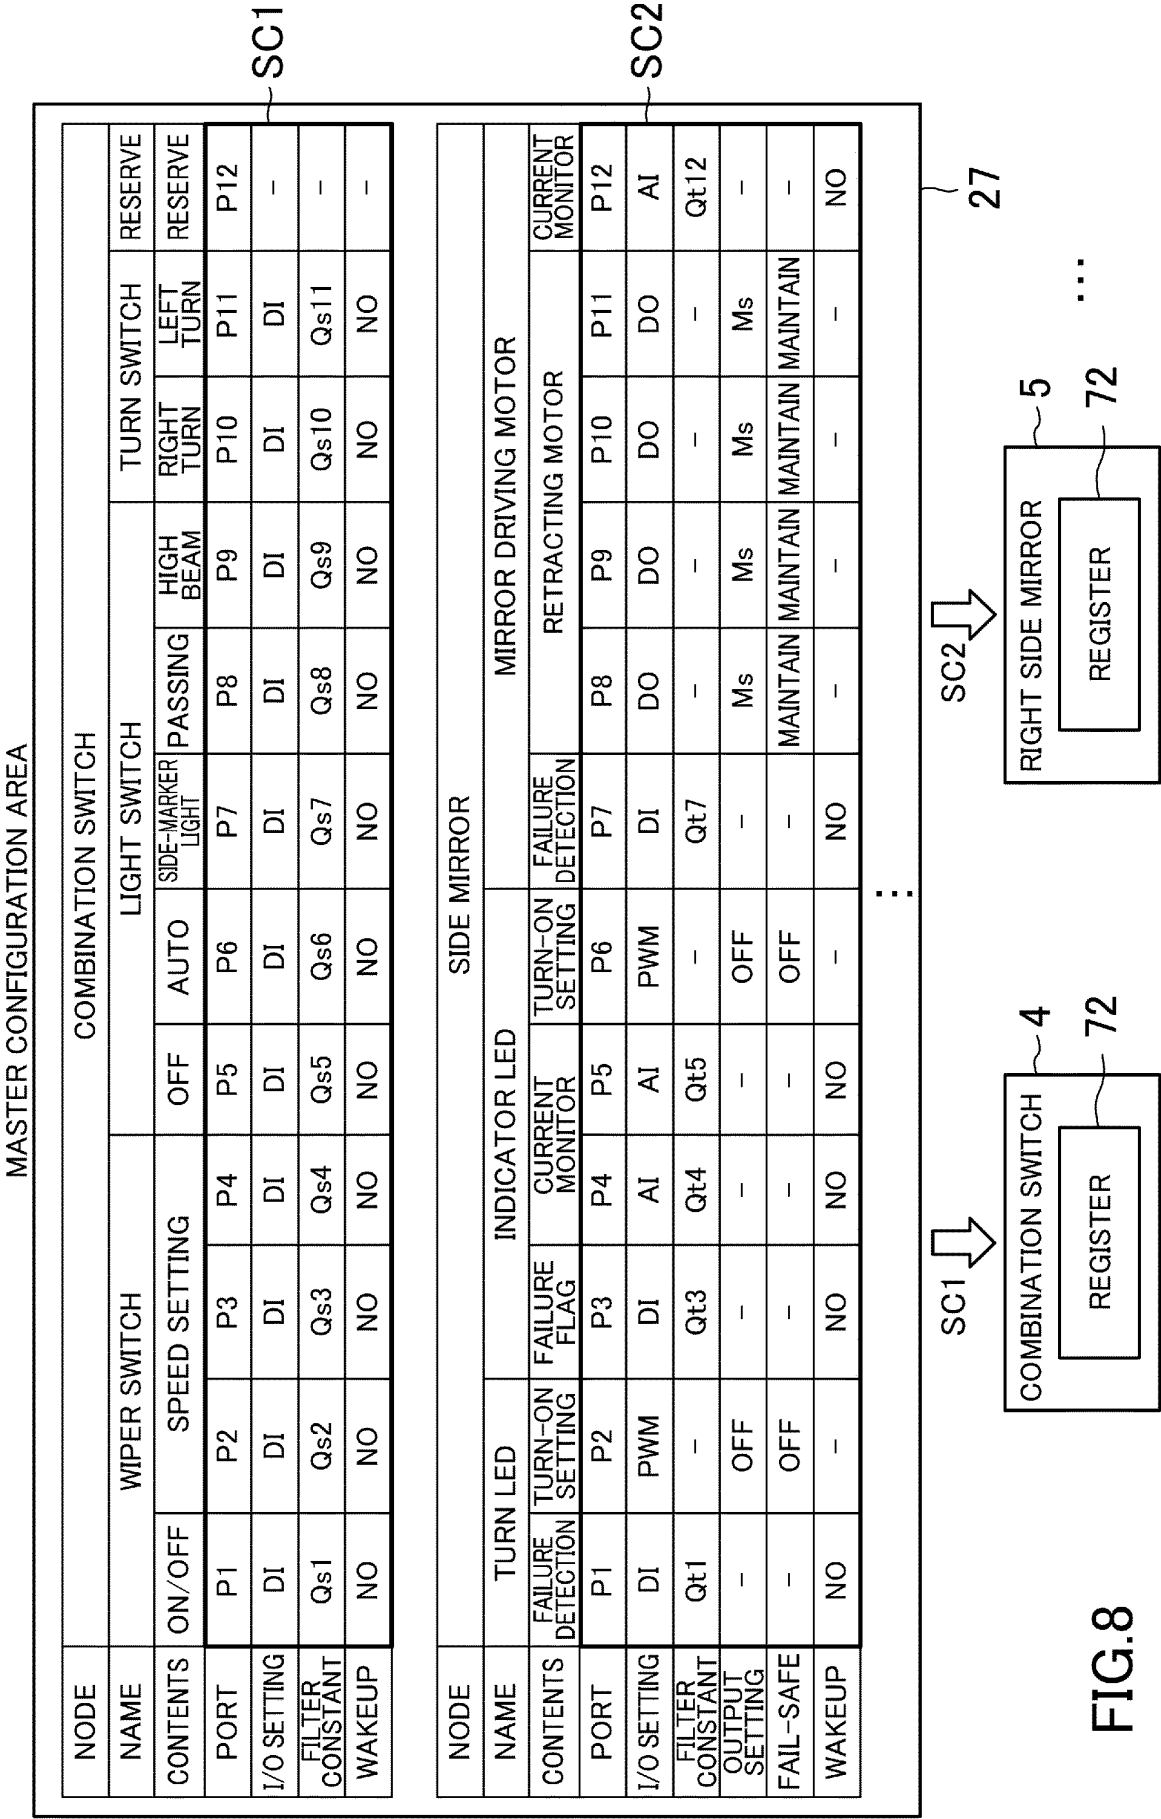 MASTER CONFIGURATION AREA
NODE COMBINATION SWITCH
NAME WIPER SWITCH LIGHT SWITCH TURN SWITCH RESERVE
CONTENTS ON/OFF SPEED SETTING OFF AUTO SIDE-MARKER LIGHT PASSING HIGH BEAM RIGHT TURN LEFT TURN RESERVE
PORT P1 P2 P3 P4 P5 P6 P7 P8 P9 P10 P11 P12
I/O SETTING DI DI DI DI DI DI DI DI DI DI DI –
FILTER CONSTANT Qs1 Qs2 Qs3 Qs4 Qs5 Qs6 Qs7 Qs8 Qs9 Qs10 Qs11 –
WAKEUP NO NO NO NO NO NO NO NO NO NO NO –
SC1
NODE SIDE MIRROR
NAME TURN LED INDICATOR LED MIRROR DRIVING MOTOR
CONTENTS FAILURE DETECTION TURN-ON SETTING FAILURE FLAG CURRENT MONITOR TURN-ON SETTING FAILURE DETECTION RETRACTING MOTOR CURRENT MONITOR
PORT P1 P2 P3 P4 P5 P6 P7 P8 P9 P10 P11 P12
I/O SETTING DI PWM DI AI AI PWM DI DO DO DO DO AI
FILTER CONSTANT Qt1 – Qt3 Qt4 Qt5 – Qt7 – – – – Qt12
OUTPUT SETTING – OFF – – – OFF – Ms Ms Ms Ms –
FAIL-SAFE – OFF – – – OFF – MAINTAIN MAINTAIN MAINTAIN MAINTAIN –
WAKEUP NO – NO NO NO – NO – – – – NO
SC2
⋮
27
SC1
SC2
COMBINATION SWITCH 4
REGISTER 72
RIGHT SIDE MIRROR 5
REGISTER 72
...
FIG.8